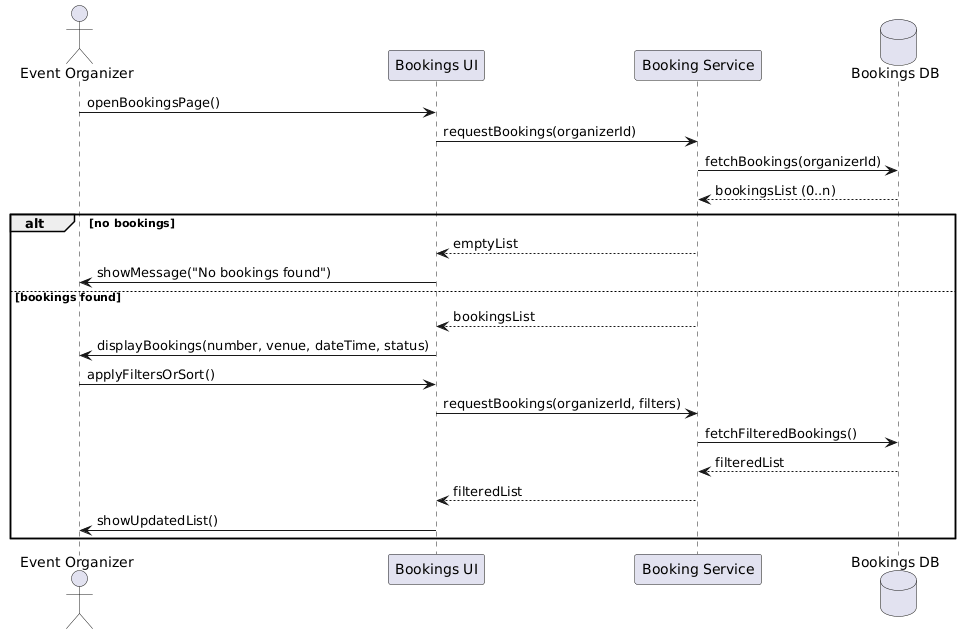 Event Organizer
Bookings UI
Booking Service
Bookings DB
openBookingsPage()
requestBookings(organizerId)
fetchBookings(organizerId)
bookingsList (0..n)
alt
[no bookings]
emptyList
showMessage("No bookings found")
[bookings found]
bookingsList
displayBookings(number, venue, dateTime, status)
applyFiltersOrSort()
requestBookings(organizerId, filters)
fetchFilteredBookings()
filteredList
filteredList
showUpdatedList()
Event Organizer
Bookings UI
Booking Service
Bookings DB